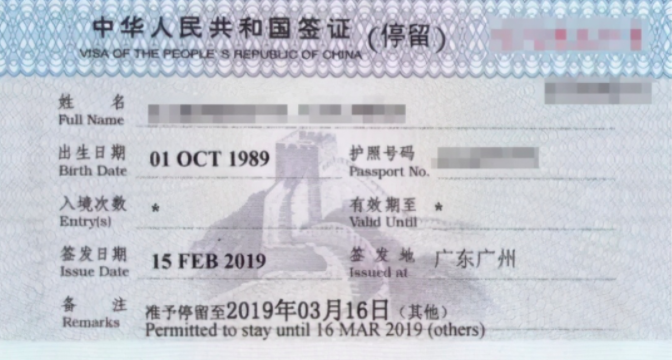 中华人民共和国签证 (停留)
VISA OF THE PEOPLE'S REPUBLIC OF CHINA
姓 名
Full Name
出生日期 01 OCT 1989 护照号码
Birth Date Passport No.
入境次数 * 有效期至 *
Entry(s) Valid Until
签发日期 15 FEB 2019 签发地 广东广州
Issue Date Issued at
备 注 准予停留至2019年03月16日(其他)
Remarks Permitted to stay until 16 MAR 2019 (others)